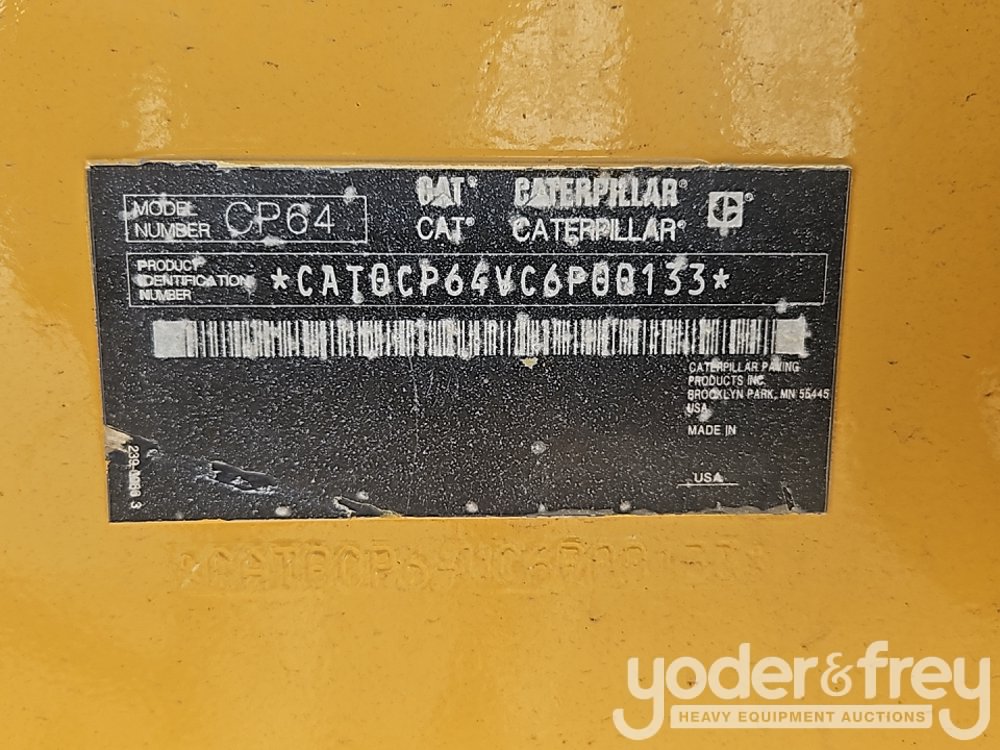 CAT® CATERPILLAR®
CAT® CATERPILLAR®
MODEL NUMBER CP64
PRODUCT IDENTIFICATION NUMBER *CAT0CP64VC6P00133*
CATERPILLAR PAVING
PRODUCTS INC.
BROOKLYN PARK, MN 55445
USA
MADE IN
USA
yoder&frey
HEAVY EQUIPMENT AUCTIONS